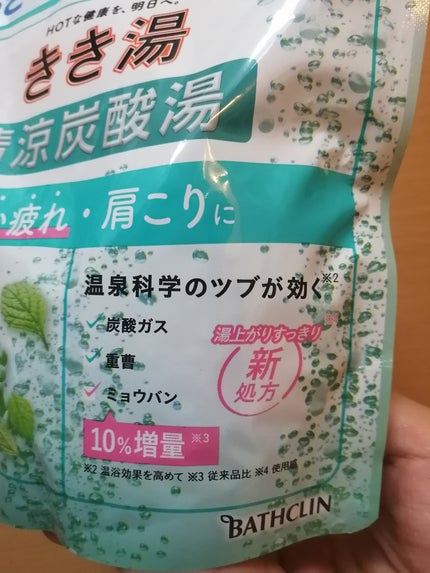 HOTな健康を、明日へ。
きき湯
清涼炭酸湯
疲れ・肩こりに
温泉科学のツブが効く※2
炭酸ガス
重曹
ミョウバン
湯上がりすっきり
新
処方
10%増量※3
※2 温浴効果を高めて ※3 従来品比 ※4 使用感
BATHCLIN